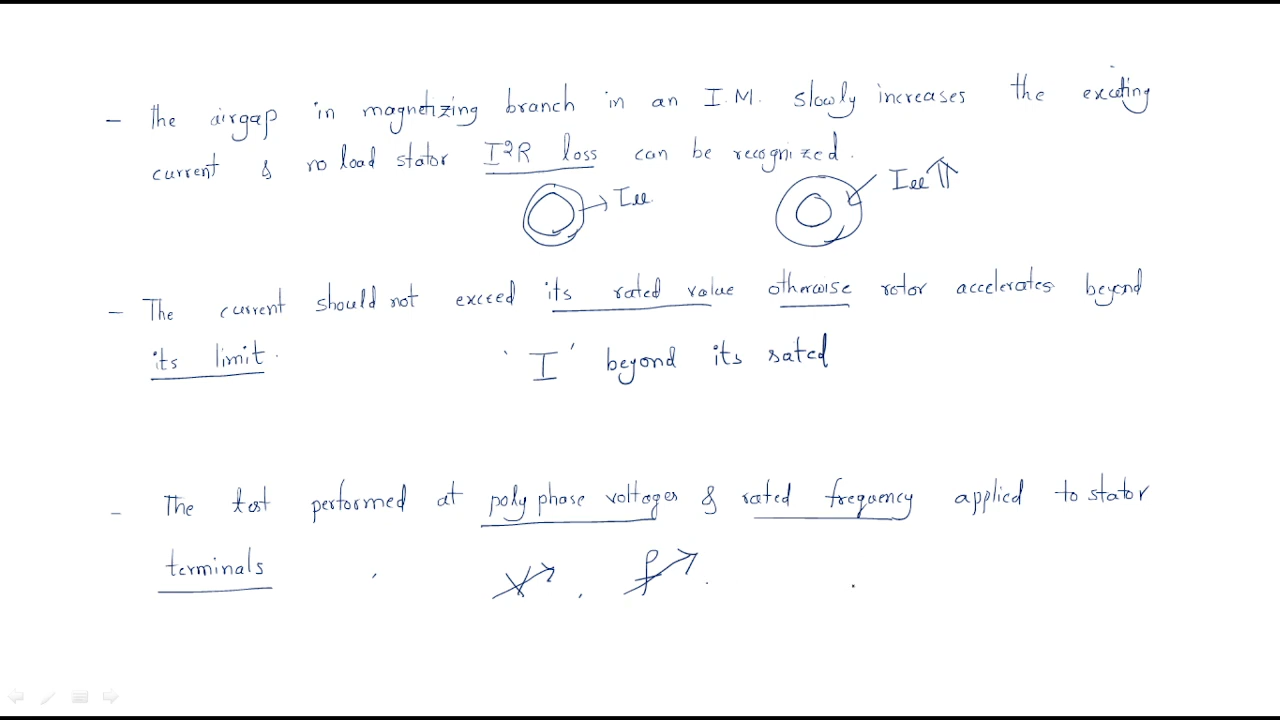 - The airgap in magnetizing branch in an I.M. slowly increases the exciting
current & no load stator I²R loss can be recognized.
→ Iee
Iee ⇑
- The current should not exceed its rated value otherwise rotor accelerates beyond
its limit.
'I' beyond its rated
- The test performed at poly phase voltages & rated frequency applied to stator
terminals
V . f .